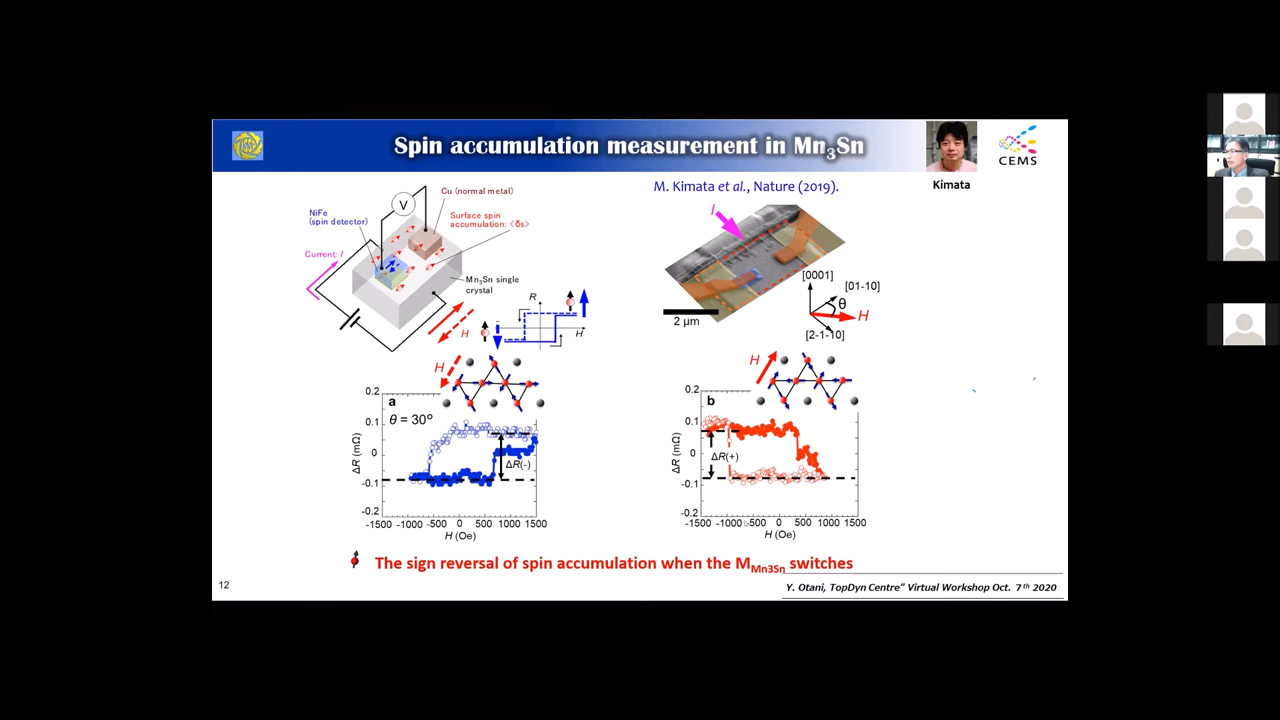 Spin accumulation measurement in Mn3Sn
CEMS
Kimata
M. Kimata et al., Nature (2019).
Cu (normal metal)
V
NiFe
(spin detector)
Surface spin
accumulation: 〈δs〉
Current: I
Mn3Sn single
crystal
H
R
H
I
2 μm
[0001]
[01-10]
θ
H
[2-1-10]
H
a
θ = 30°
ΔR(-)
0.2
0.1
0
-0.1
-0.2
ΔR (mΩ)
-1500 -1000 -500 0 500 1000 1500
H (Oe)
H
b
ΔR(+)
0.2
0.1
0
-0.1
-0.2
ΔR (mΩ)
-1500 -1000 -500 0 500 1000 1500
H (Oe)
The sign reversal of spin accumulation when the MMn3Sn switches
12
Y. Otani, TopDyn Centre" Virtual Workshop Oct. 7th 2020